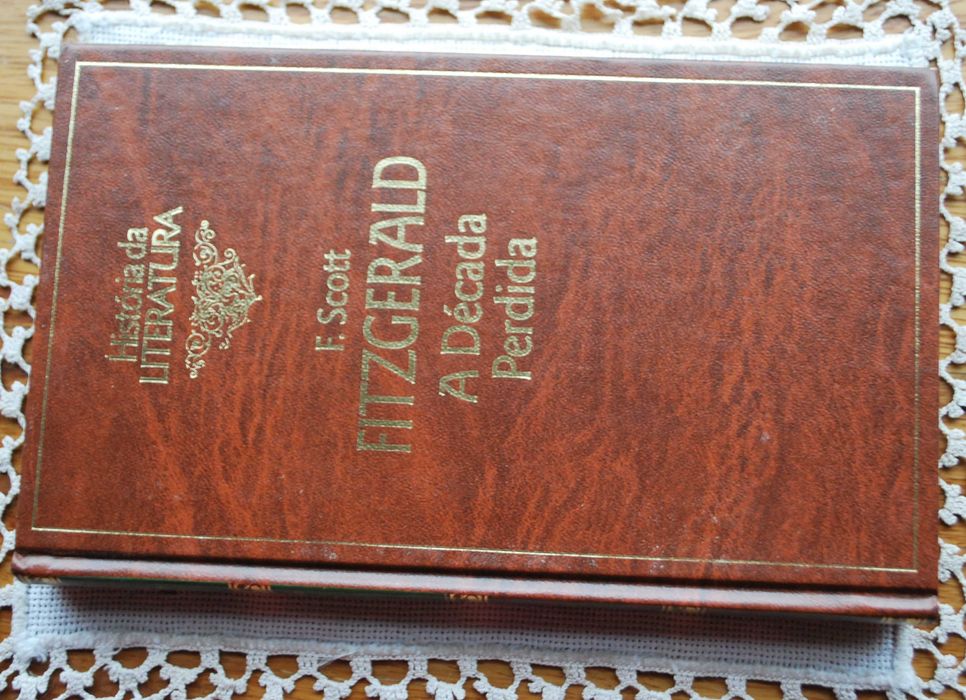 História da
LITERATURA
F. Scott
FITZGERALD
A Década
Perdida